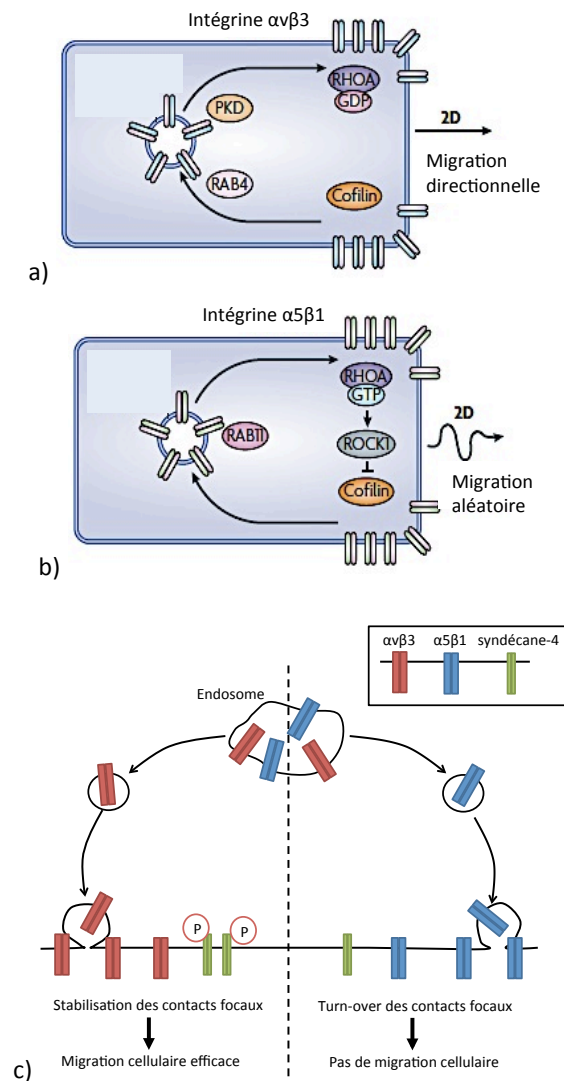 Intégrine αvβ3
PKD
RHOA
GDP
2D
Migration
directionnelle
RAB4
Cofilin
a)
Intégrine α5β1
RHOA
GTP
RAB11
2D
ROCK1
Migration
aléatoire
Cofilin
b)
αvβ3 α5β1 syndécane-4
Endosome
P P
Stabilisation des contacts focaux Turn-over des contacts focaux
Migration cellulaire efficace Pas de migration cellulaire
c)